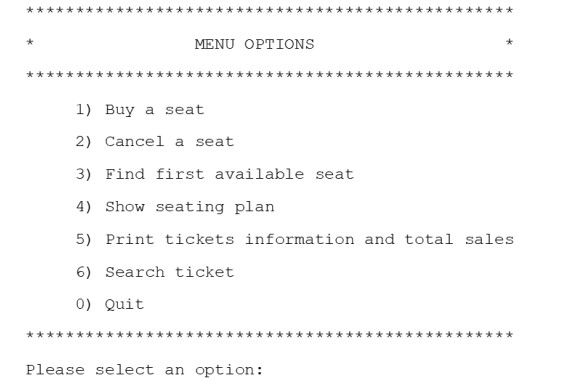 *************************************************
*                MENU OPTIONS                   *
*************************************************
     1) Buy a seat
     2) Cancel a seat
     3) Find first available seat
     4) Show seating plan
     5) Print tickets information and total sales
     6) Search ticket
     0) Quit
*************************************************
Please select an option: